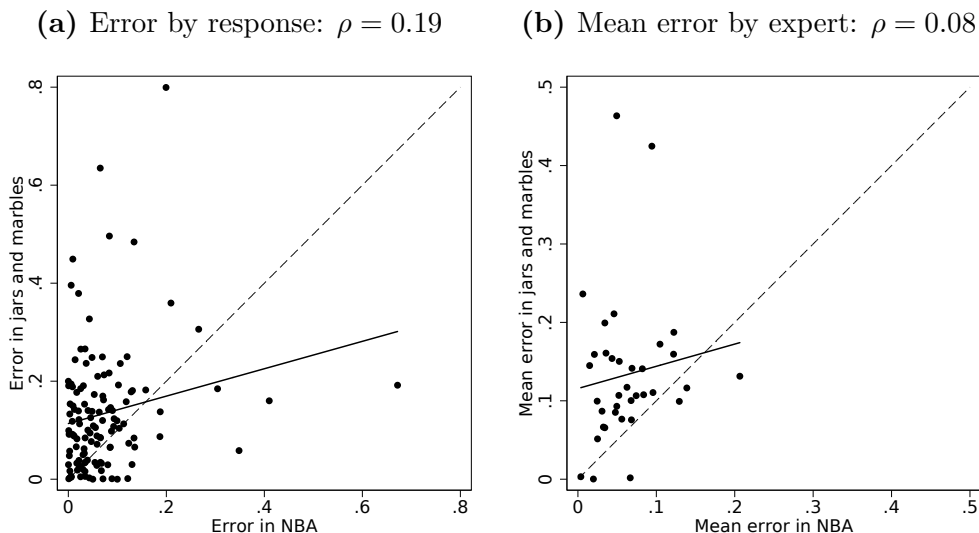 (a) Error by response: ρ = 0.19
Error in jars and marbles
.8
.6
.4
.2
0
0 .2 .4 .6 .8
Error in NBA
(b) Mean error by expert: ρ = 0.08
Mean error in jars and marbles
.5
.4
.3
.2
.1
0
0 .1 .2 .3 .4 .5
Mean error in NBA